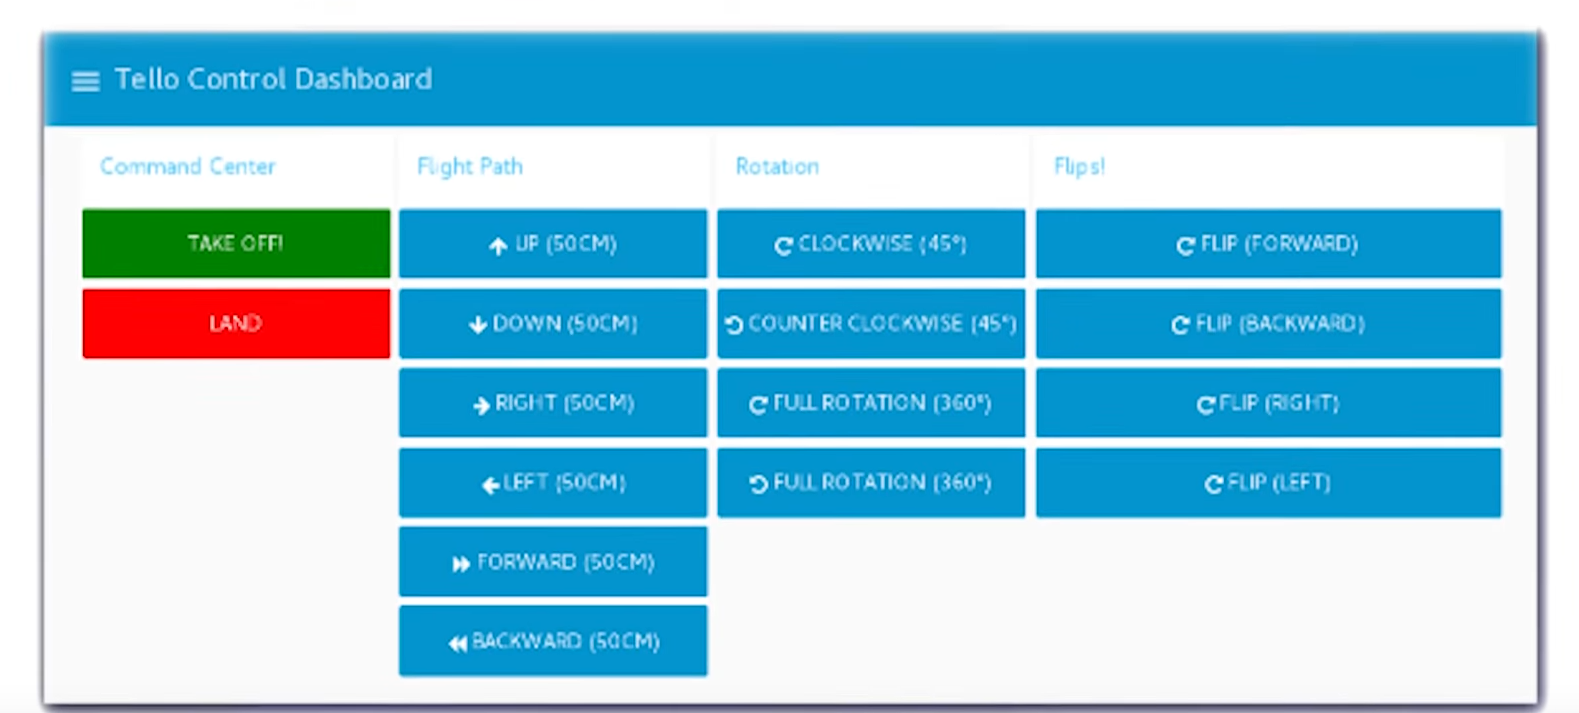 Tello Control Dashboard
Command Center
TAKE OFF!
LAND
Flight Path
UP (50CM)
DOWN (50CM)
RIGHT (50CM)
LEFT (50CM)
FORWARD (50CM)
BACKWARD (50CM)
Rotation
CLOCKWISE (45°)
COUNTER CLOCKWISE (45°)
FULL ROTATION (360°)
FULL ROTATION (360°)
Flips!
FLIP (FORWARD)
FLIP (BACKWARD)
FLIP (RIGHT)
FLIP (LEFT)